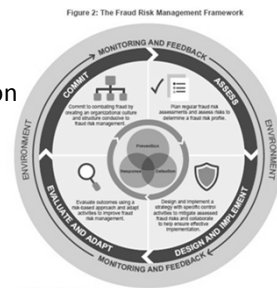 Figure 2: The Fraud Risk Management Framework
on
MONITORING AND FEEDBACK
ENVIRONMENT
ENVIRONMENT
COMMIT
ASSESS
Commit to combating fraud by
creating an organizational culture
and structure conducive to
fraud risk management.
Plan regular fraud risk
assessments and assess risks to
determine a fraud risk profile.
Prevention
Response
Detection
Evaluate outcomes using a
risk-based approach and adapt
activities to improve fraud
risk management.
Design and implement a
strategy with specific control
activities to mitigate assessed
fraud risks and collaborate
to help ensure effective
implementation.
EVALUATE AND ADAPT
DESIGN AND IMPLEMENT
MONITORING AND FEEDBACK